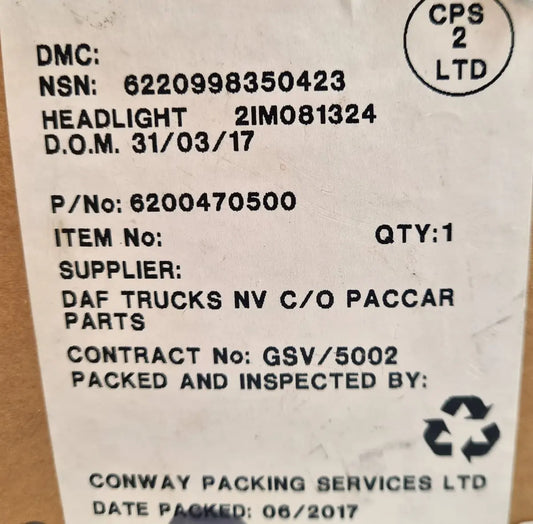 CPS
2
LTD
DMC:
NSN: 6220998350423
HEADLIGHT 2IM081324
D.O.M. 31/03/17
P/No: 6200470500
ITEM No: QTY:1
SUPPLIER:
DAF TRUCKS NV C/O PACCAR
PARTS
CONTRACT No: GSV/5002
PACKED AND INSPECTED BY:
CONWAY PACKING SERVICES LTD
DATE PACKED: 06/2017